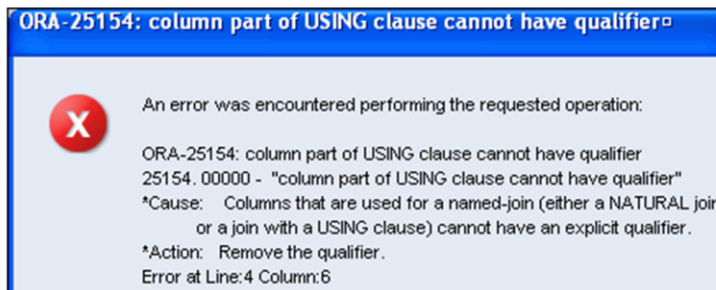 ORA-25154: column part of USING clause cannot have qualifier¤
An error was encountered performing the requested operation:
ORA-25154: column part of USING clause cannot have qualifier
25154. 00000 - "column part of USING clause cannot have qualifier"
*Cause: Columns that are used for a named-join (either a NATURAL join
or a join with a USING clause) cannot have an explicit qualifier.
*Action: Remove the qualifier.
Error at Line:4 Column:6